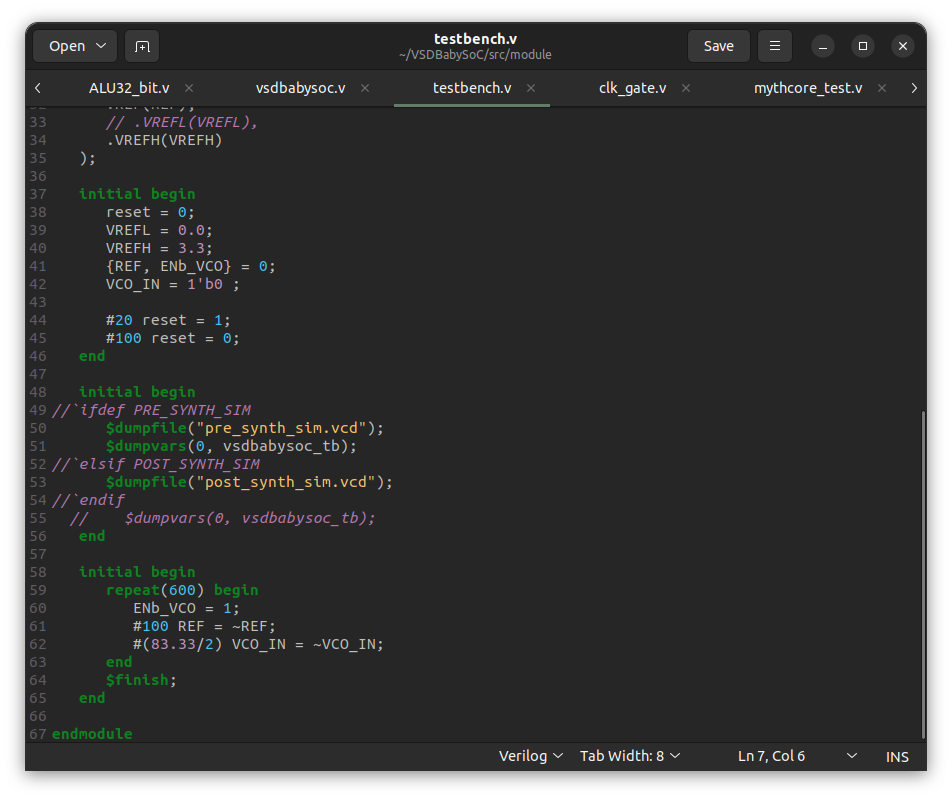 Open
testbench.v
~/VSDBabySoC/src/module
Save
ALU32_bit.v
vsdbabysoc.v
testbench.v
clk_gate.v
mythcore_test.v
32 .REF(REF),
33 // .VREFL(VREFL),
34 .VREFH(VREFH)
35 );
36
37 initial begin
38 reset = 0;
39 VREFL = 0.0;
40 VREFH = 3.3;
41 {REF, ENb_VCO} = 0;
42 VCO_IN = 1'b0 ;
43
44 #20 reset = 1;
45 #100 reset = 0;
46 end
47
48 initial begin
49 //`ifdef PRE_SYNTH_SIM
50 $dumpfile("pre_synth_sim.vcd");
51 $dumpvars(0, vsdbabysoc_tb);
52 //`elsif POST_SYNTH_SIM
53 $dumpfile("post_synth_sim.vcd");
54 //`endif
55 // $dumpvars(0, vsdbabysoc_tb);
56 end
57
58 initial begin
59 repeat(600) begin
60 ENb_VCO = 1;
61 #100 REF = ~REF;
62 #(83.33/2) VCO_IN = ~VCO_IN;
63 end
64 $finish;
65 end
66
67 endmodule
Verilog
Tab Width: 8
Ln 7, Col 6
INS